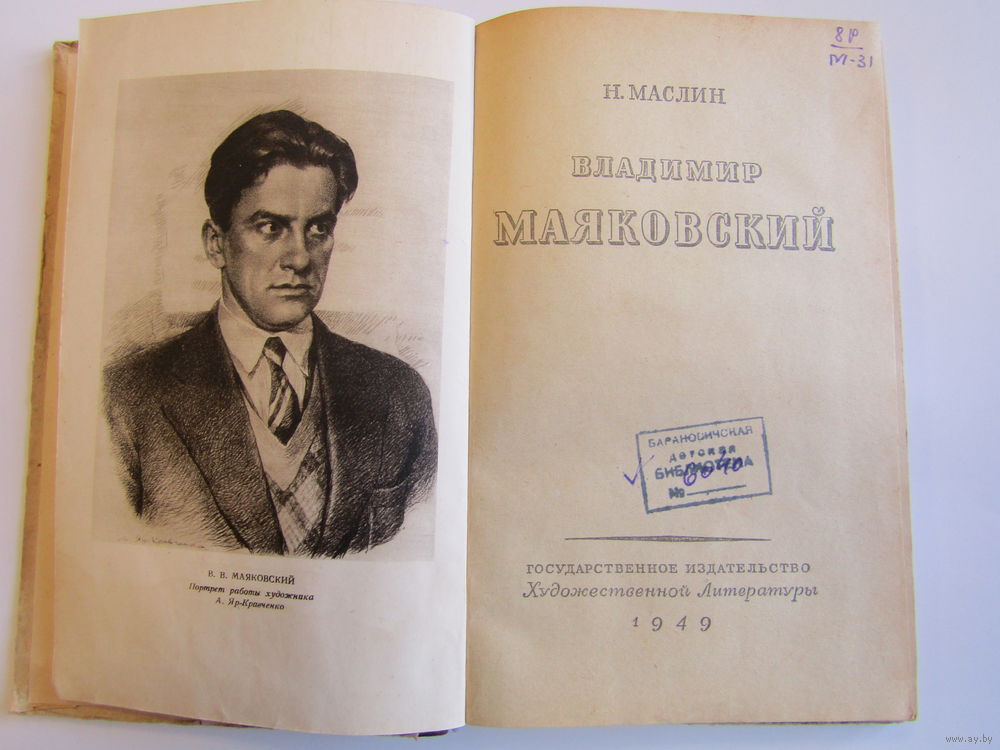 В. В. МАЯКОВСКИЙ
Портрет работы художника
А. Яр-Кравченко
8Р
М-31
Н. МАСЛИН
ВЛАДИМИР
МАЯКОВСКИЙ
БАРАНОВИЧСКАЯ
детская
БИБЛИОТЕКА
№
ГОСУДАРСТВЕННОЕ ИЗДАТЕЛЬСТВО
Художественной Литературы
1949
www.ay.by